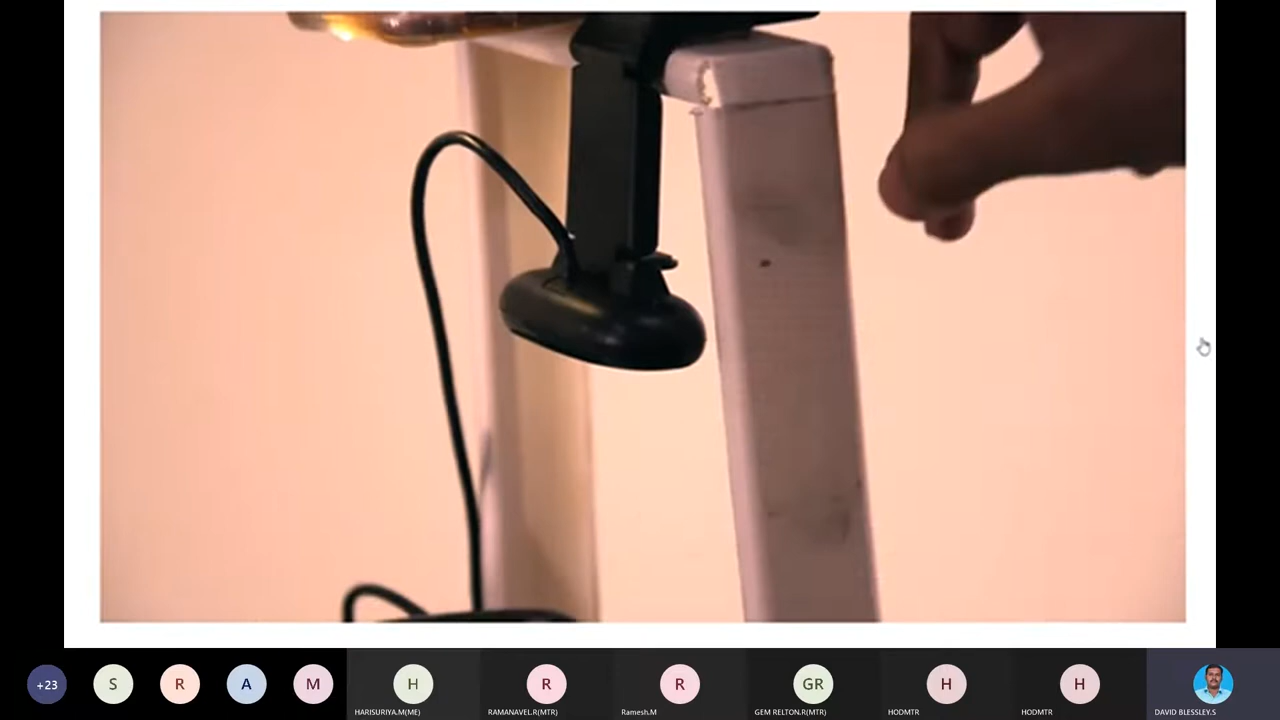 +23
S
R
A
M
H
R
R
GR
H
H
HARISURIYA.M(ME)
RAMANAVEL.R(MTR)
Ramesh.M
GEM RELTON.R(MTR)
HODMTR
HODMTR
DAVID BLESSLEY.S